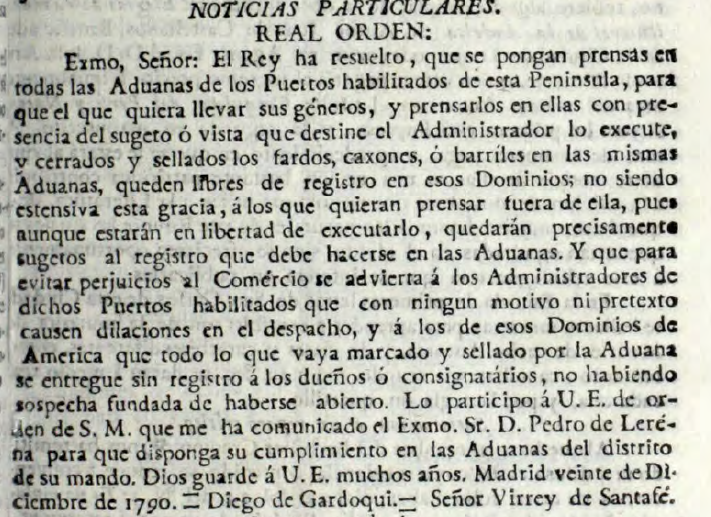 NOTICIAS PARTICULARES.
REAL ORDEN:
Exmo, Señor: El Rey ha resuelto, que se pongan prensas en
todas las Aduanas de los Puertos habilitados de esta Peninsula, para
que el que quiera llevar sus géneros, y prensarlos en ellas con pre-
sencia del sugeto ó vista que destine el Administrador lo execute,
y cerrados y sellados los fardos, caxones, ó barríles en las mismas
Aduanas, queden libres de registro en esos Dominios; no siendo
estensiva esta gracia, á los que quieran prensar fuera de ella, pues
aunque estarán en libertad de executarlo, quedarán precisamente
sugetos al registro que debe hacerse en las Aduanas. Y que para
evitar perjuicios al Comércio se advierta á los Administradores de
dichos Puertos habilitados que con ningun motivo ni pretexto
causen dilaciones en el despacho, y á los de esos Dominios de
America que todo lo que vaya marcado y sellado por la Aduana
se entregue sin registro á los dueños ó consignatários, no habiendo
sospecha fundada de haberse abierto. Lo participo á U. E. de or-
den de S. M. que me ha comunicado el Exmo. Sr. D. Pedro de Leré-
na para que disponga su cumplimiento en las Aduanas del distrito
de su mando. Dios guarde á U. E. muchos años. Madrid veinte de Di-
ciembre de 1790. = Diego de Gardoqui. = Señor Virrey de Santafé.